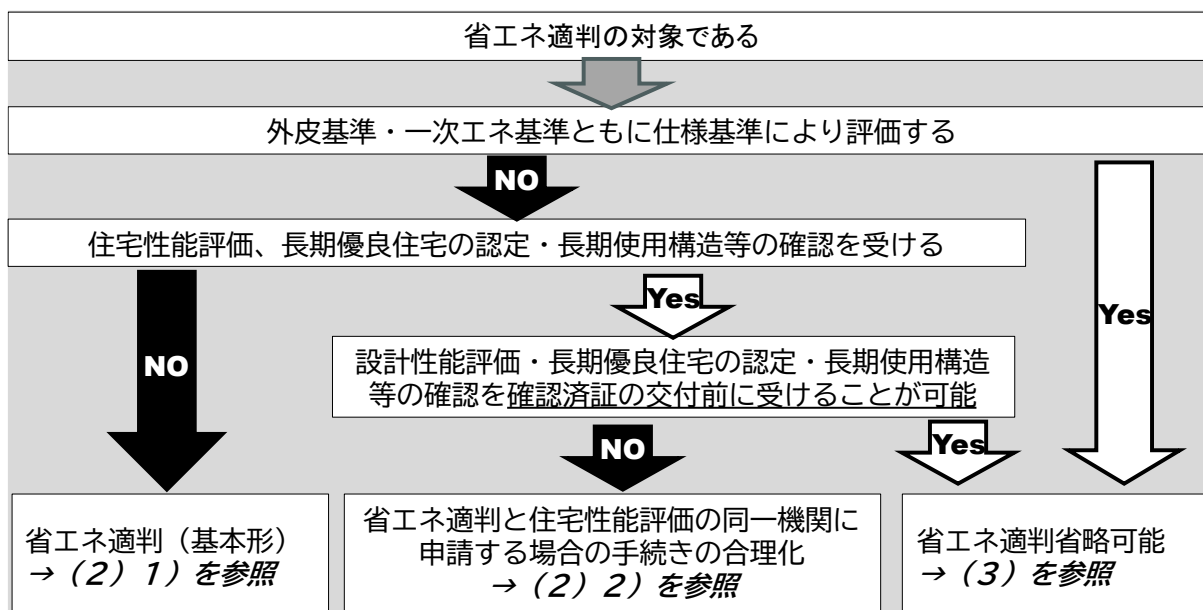 省エネ適判の対象である
外皮基準・一次エネ基準ともに仕様基準により評価する
NO
住宅性能評価、長期優良住宅の認定・長期使用構造等の確認を受ける
Yes
Yes
NO
設計性能評価・長期優良住宅の認定・長期使用構造
等の確認を確認済証の交付前に受けることが可能
NO
Yes
省エネ適判（基本形）
→（2）1）を参照
省エネ適判と住宅性能評価の同一機関に
申請する場合の手続きの合理化
→（2）2）を参照
省エネ適判省略可能
→（3）を参照